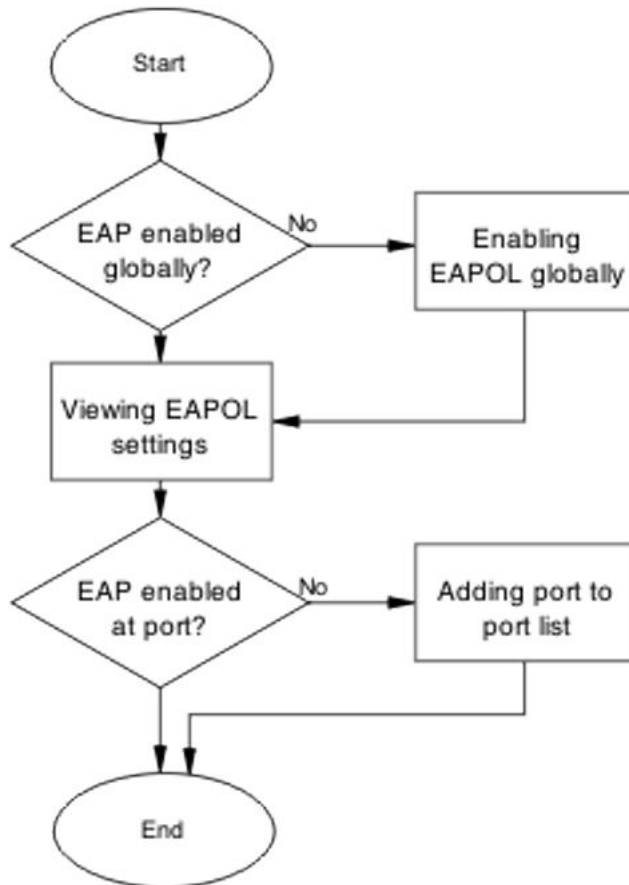 Start
EAP enabled
globally?
No
Enabling
EAPOL globally
Viewing EAPOL
settings
EAP enabled
at port?
No
Adding port to
port list
End